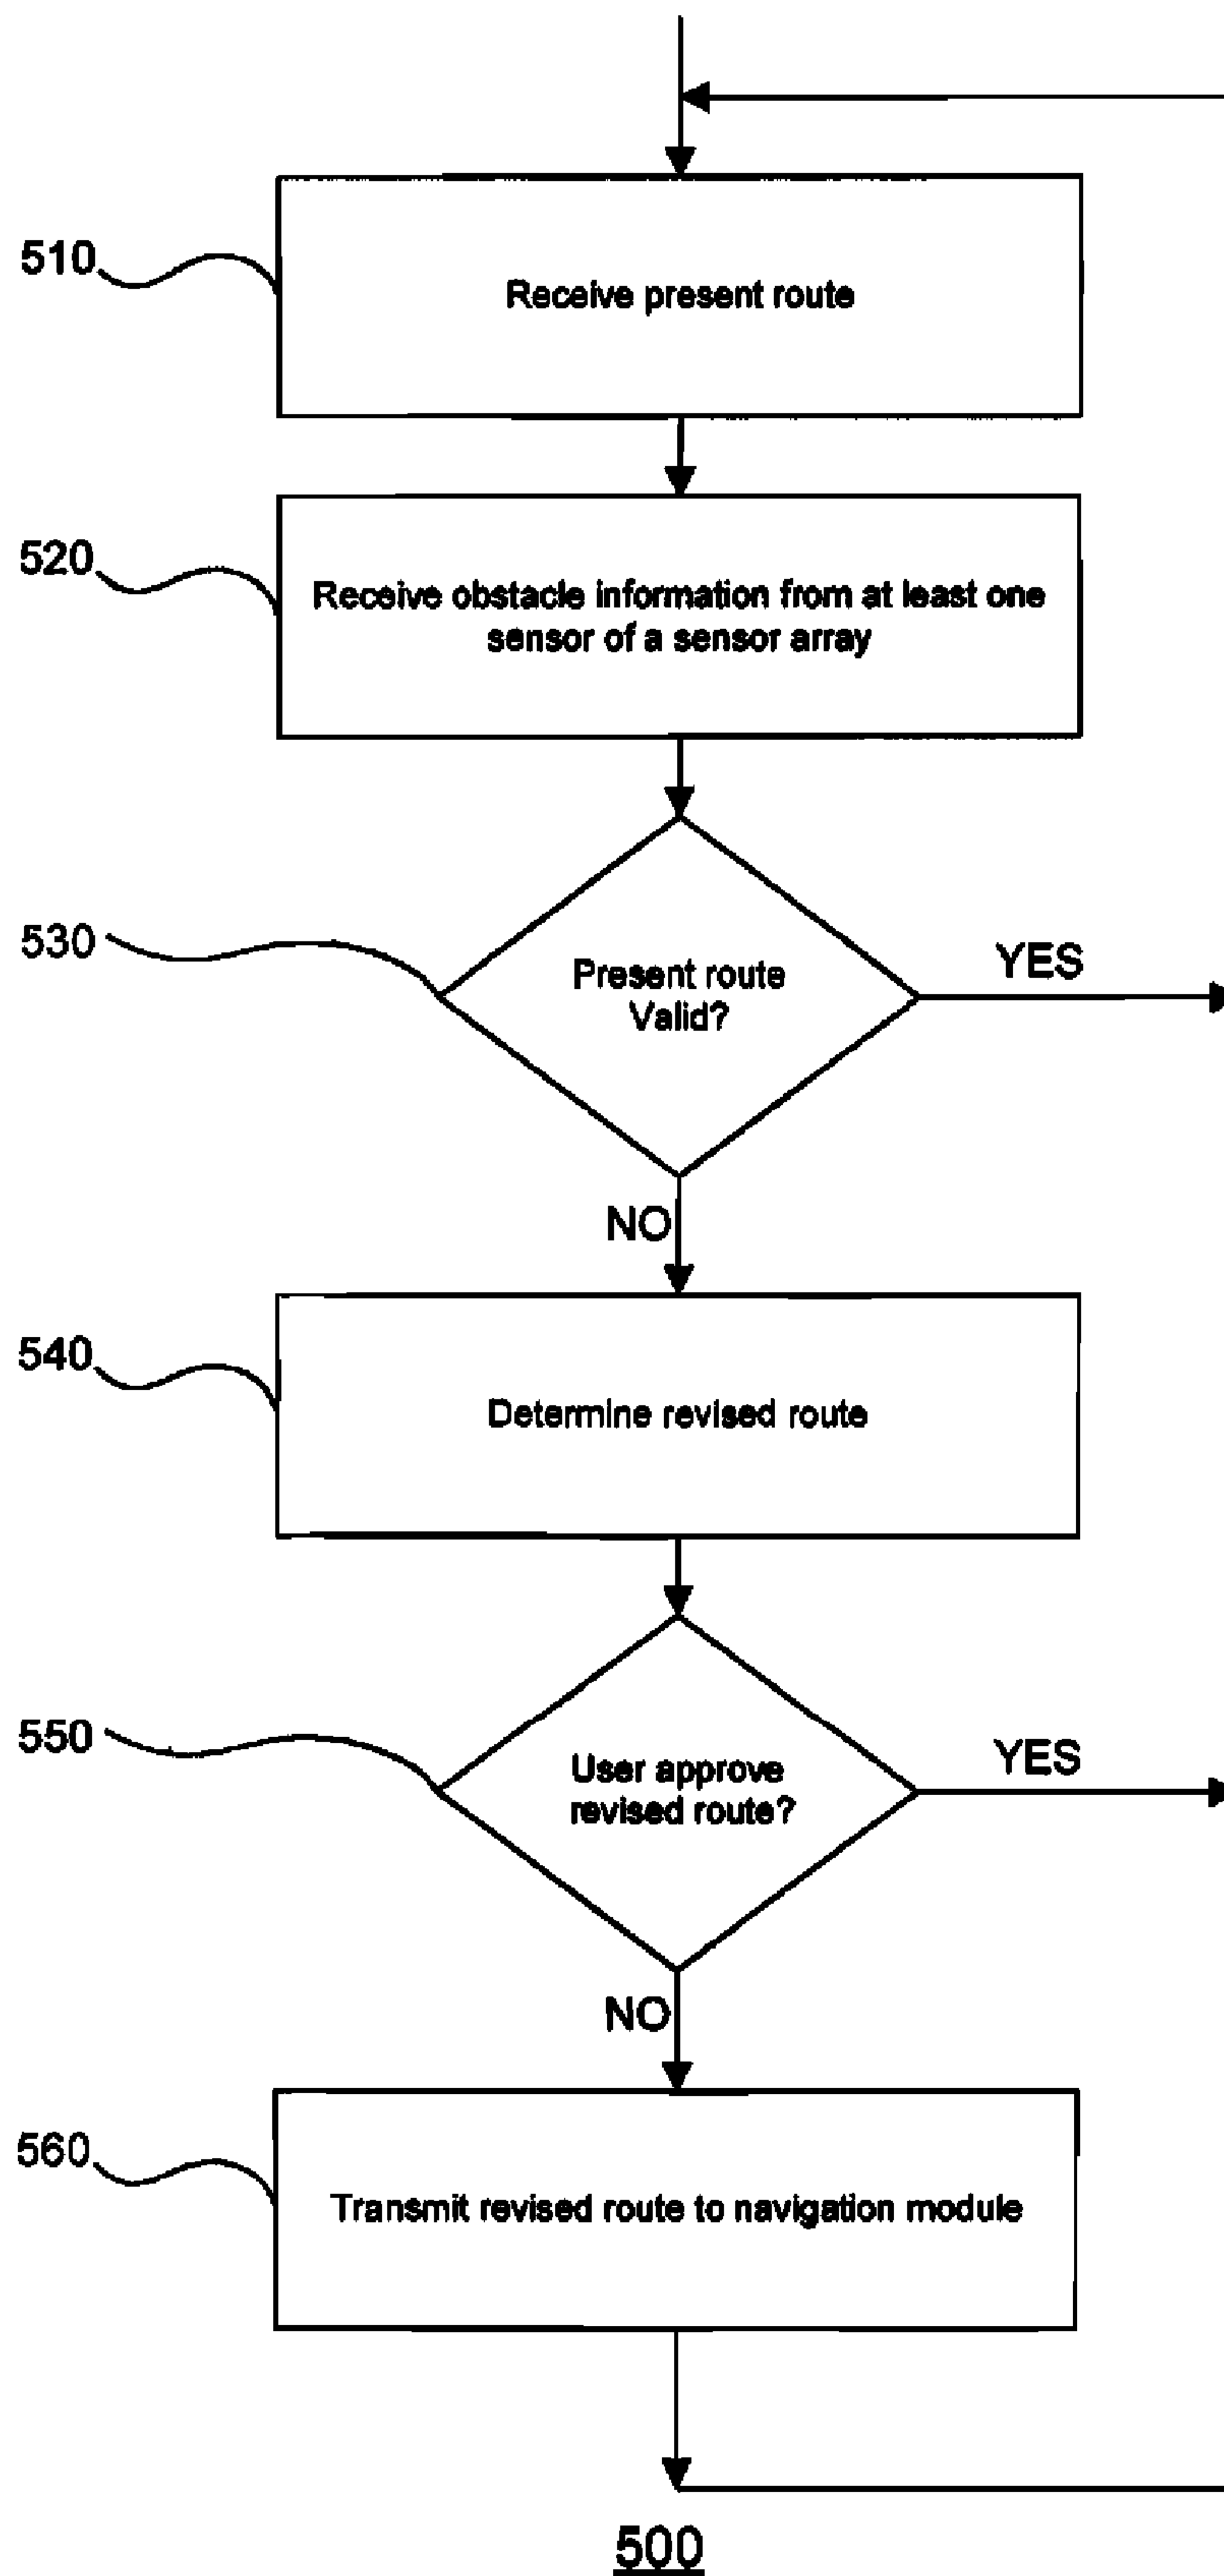 510
Receive present route
520
Receive obstacle information from at least one
sensor of a sensor array
530
Present route
Valid?
YES
NO
540
Determine revised route
550
User approve
revised route?
YES
NO
560
Transmit revised route to navigation module
500